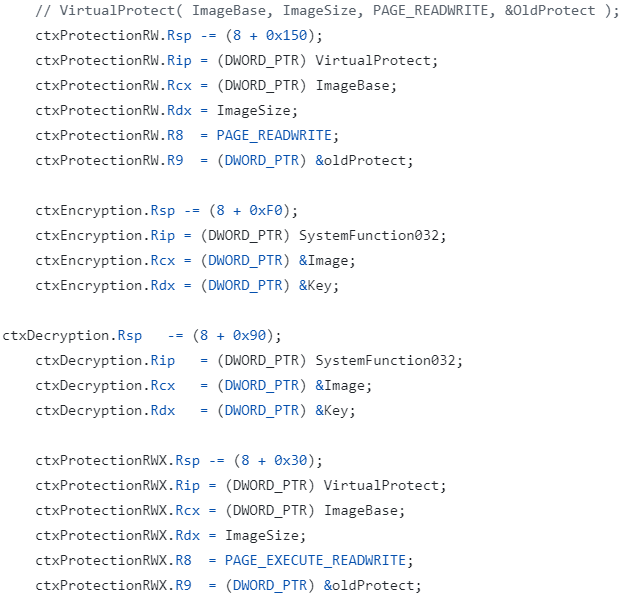 // VirtualProtect( ImageBase, ImageSize, PAGE_READWRITE, &OldProtect );
ctxProtectionRW.Rsp -= (8 + 0x150);
ctxProtectionRW.Rip = (DWORD_PTR) VirtualProtect;
ctxProtectionRW.Rcx = (DWORD_PTR) ImageBase;
ctxProtectionRW.Rdx = ImageSize;
ctxProtectionRW.R8  = PAGE_READWRITE;
ctxProtectionRW.R9  = (DWORD_PTR) &oldProtect;

ctxEncryption.Rsp -= (8 + 0xF0);
ctxEncryption.Rip = (DWORD_PTR) SystemFunction032;
ctxEncryption.Rcx = (DWORD_PTR) &Image;
ctxEncryption.Rdx = (DWORD_PTR) &Key;

ctxDecryption.Rsp   -= (8 + 0x90);
ctxDecryption.Rip   = (DWORD_PTR) SystemFunction032;
ctxDecryption.Rcx   = (DWORD_PTR) &Image;
ctxDecryption.Rdx   = (DWORD_PTR) &Key;

ctxProtectionRWX.Rsp -= (8 + 0x30);
ctxProtectionRWX.Rip = (DWORD_PTR) VirtualProtect;
ctxProtectionRWX.Rcx = (DWORD_PTR) ImageBase;
ctxProtectionRWX.Rdx = ImageSize;
ctxProtectionRWX.R8  = PAGE_EXECUTE_READWRITE;
ctxProtectionRWX.R9  = (DWORD_PTR) &oldProtect;